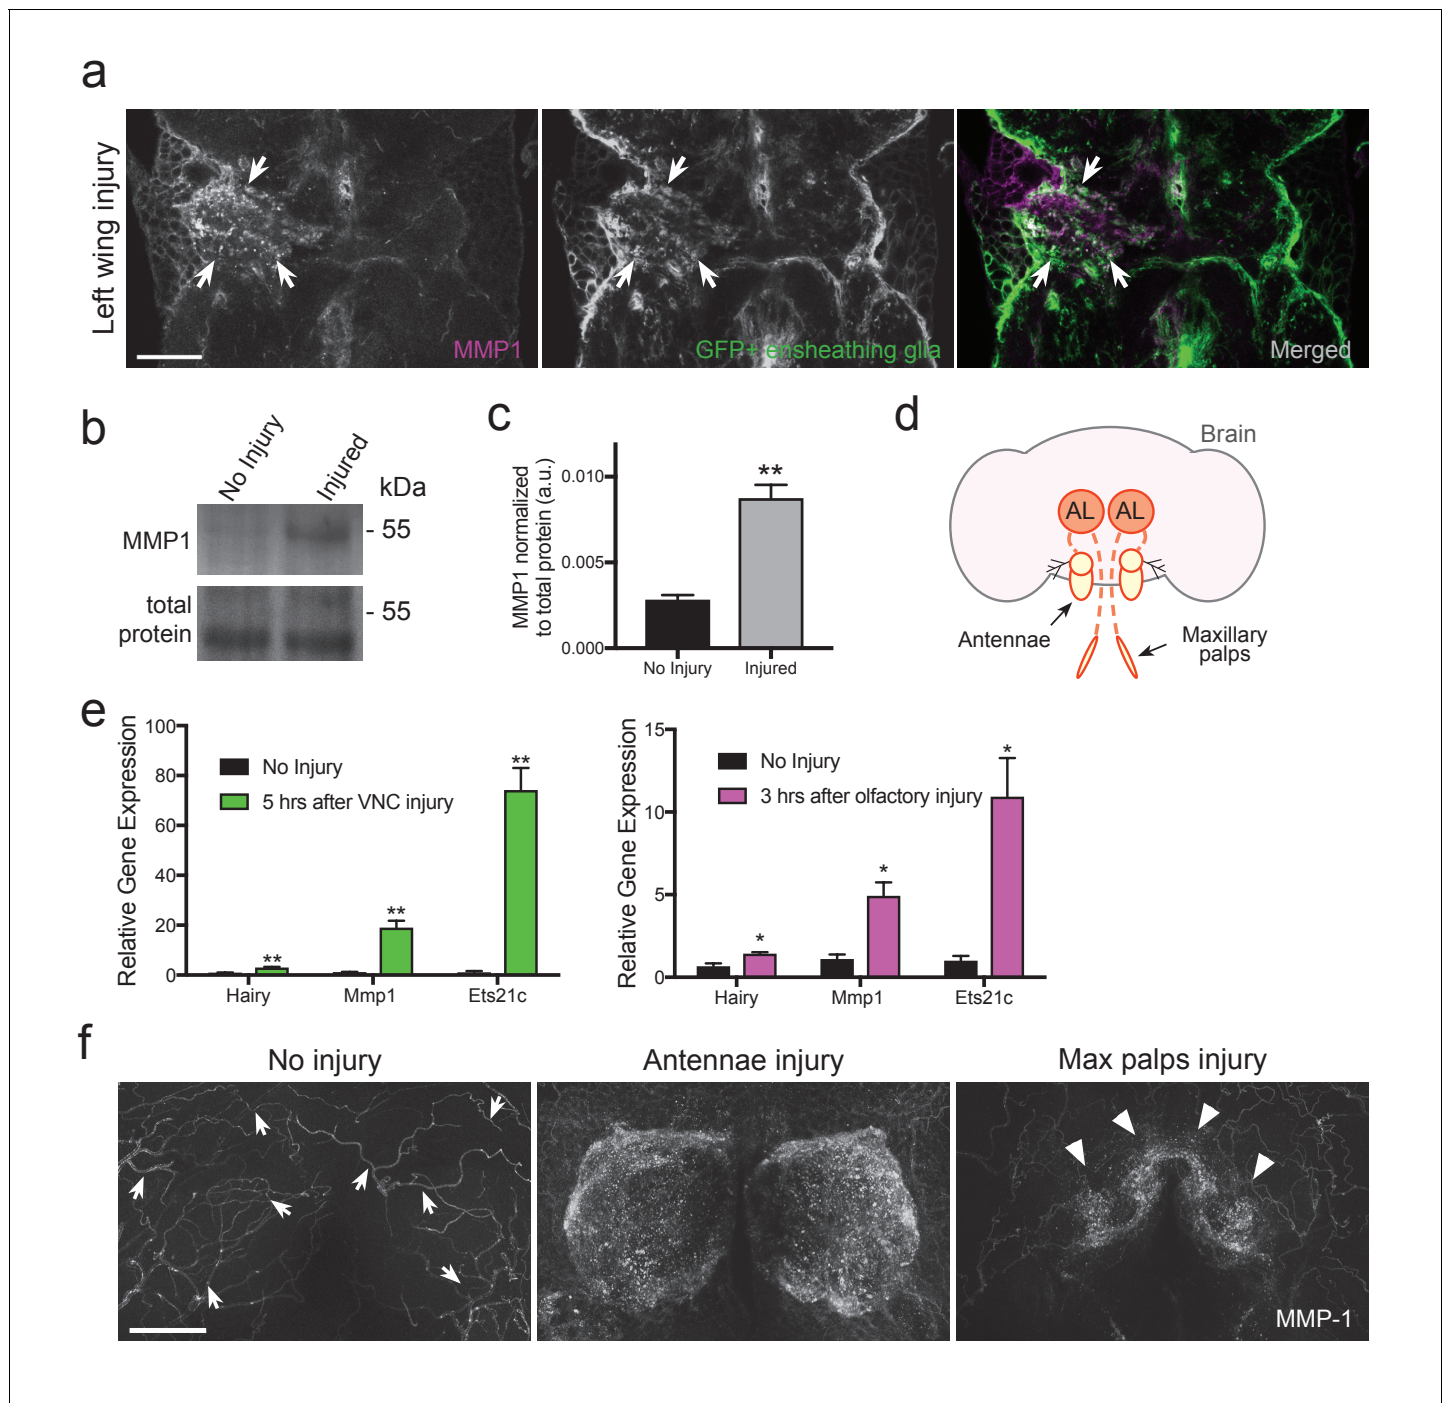 a
Left wing injury
MMP1
GFP+ ensheathing glia
Merged
b
No Injury
Injured
kDa
MMP1
- 55
total
protein
- 55
c
MMP1 normalized
to total protein (a.u.)
0.010
0.005
0.000
**
No Injury
Injured
d
Brain
AL
AL
Antennae
Maxillary
palps
e
Relative Gene Expression
100
80
60
40
20
0
No Injury
5 hrs after VNC injury
**
**
**
Hairy
Mmp1
Ets21c
Relative Gene Expression
15
10
5
0
No Injury
3 hrs after olfactory injury
*
*
*
Hairy
Mmp1
Ets21c
f
No injury
Antennae injury
Max palps injury
MMP-1